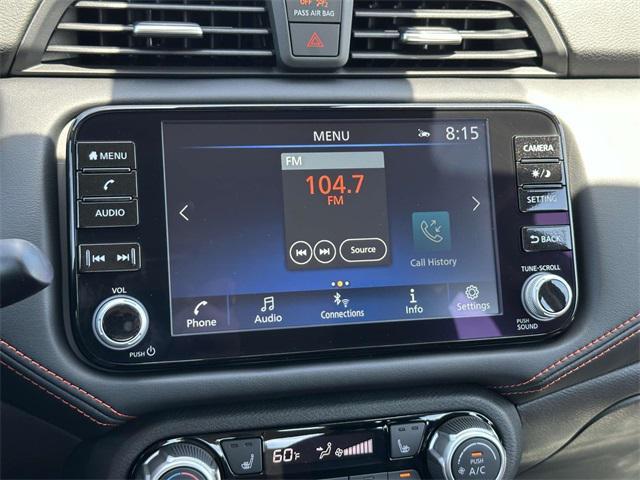 PASS AIR BAG
MENU
MENU
8:15
CAMERA
FM
104.7
FM
AUDIO
SETTING
Source
BACK
Call History
VOL
TUNE-SCROLL
Phone
Audio
Connections
Info
Settings
PUSH
PUSH
SOUND
60°F
PUSH
A/C